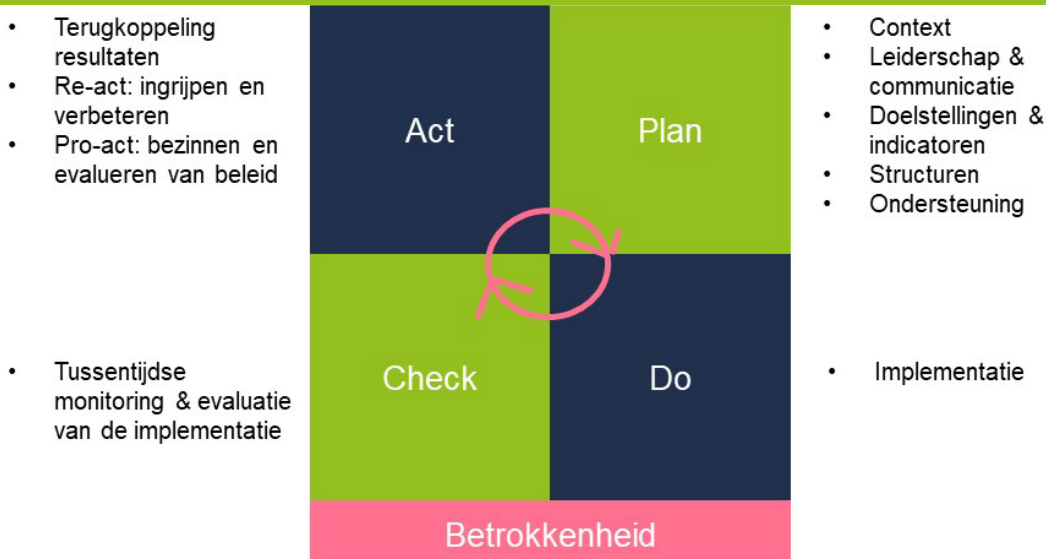 • Terugkoppeling
resultaten
• Re-act: ingrijpen en
verbeteren
• Pro-act: bezinnen en
evalueren van beleid
Act
Plan
• Context
• Leiderschap &
communicatie
• Doelstellingen &
indicatoren
• Structuren
• Ondersteuning
• Tussentijdse
monitoring & evaluatie
van de implementatie
Check
Do
• Implementatie
Betrokkenheid